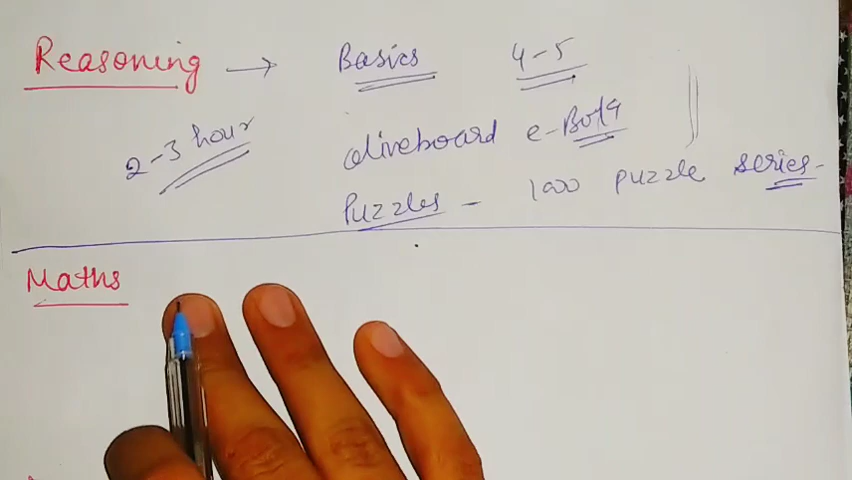 Reasoning → Basics 4-5
2-3 hour
oliveboard e-Book
Puzzles - 1000 puzzle series-
Maths